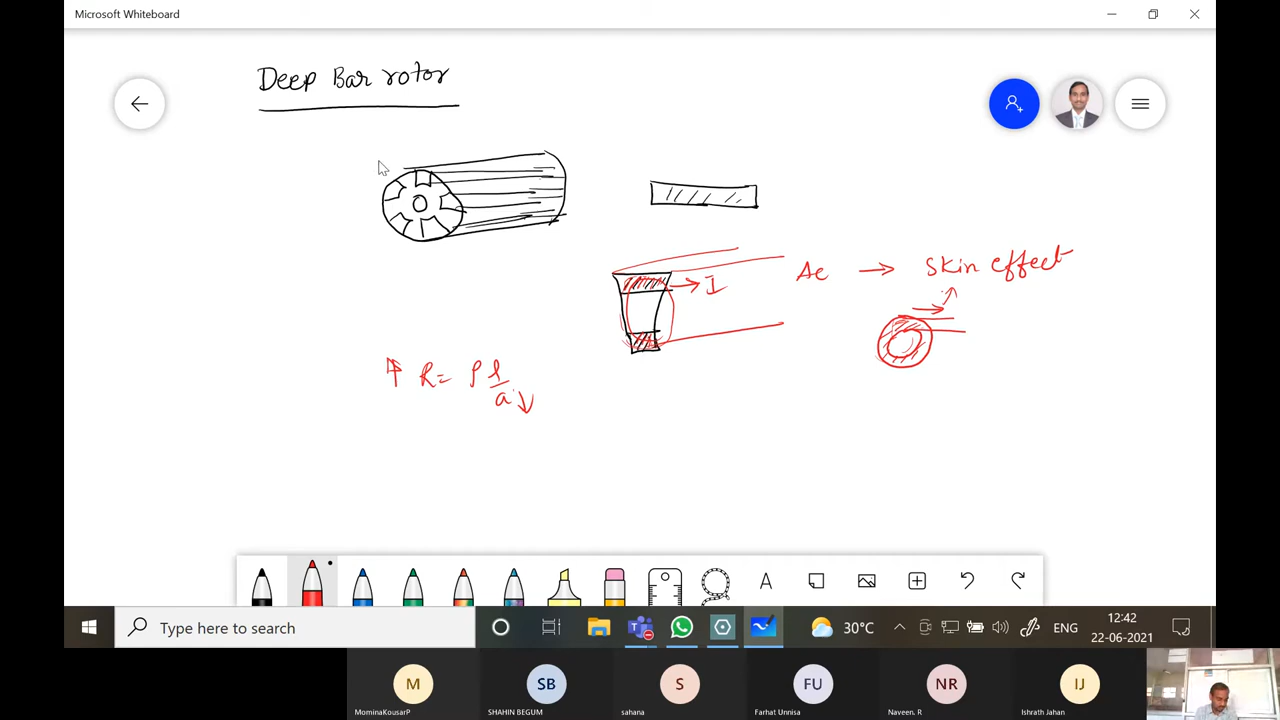 Microsoft Whiteboard
Deep Bar rotor
I
Ac → Skin effect
↑ R = ρ l/a ↓
A
Type here to search
30°C
ENG
12:42
22-06-2021
M
SB
S
FU
NR
IJ
MominaKousarP
SHAHIN BEGUM
sahana
Farhat Unnisa
Naveen. R
Ishrath Jahan